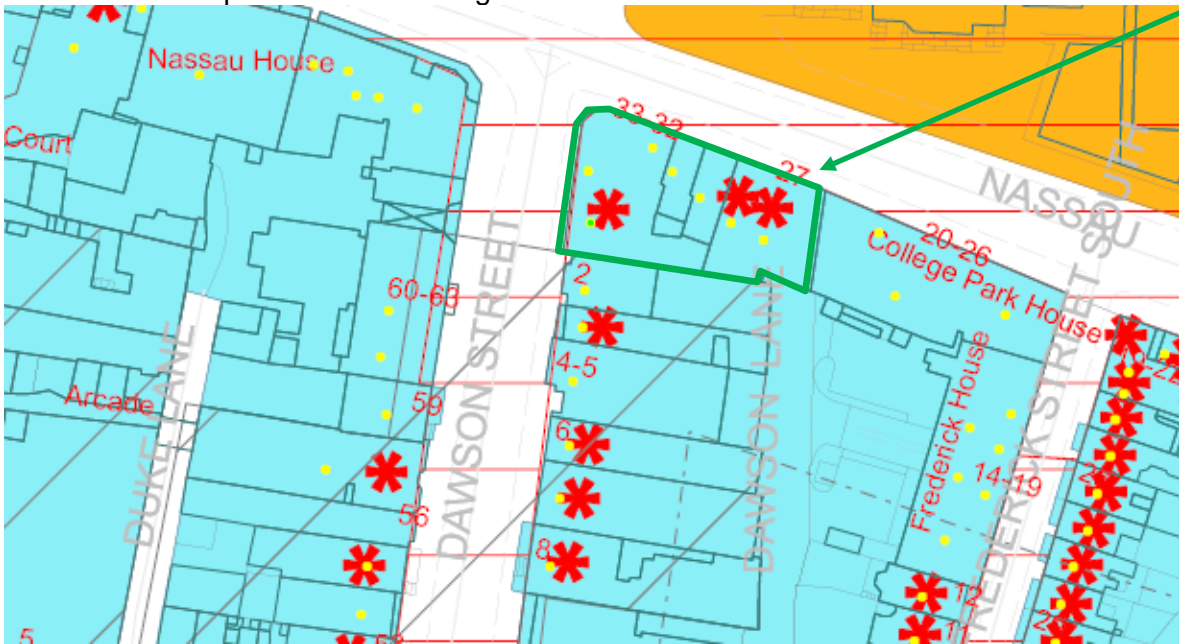 Nassau House
Court
33-32
27
NASSAU
SOUTH
20-26
College Park House
2
60-63
DAWSON STREET
4-5
DAWSON LANE
Frederick House
FREDERICK STREET
DUKE LANE
Arcade
59
6
14-19
56
8
12
11
5